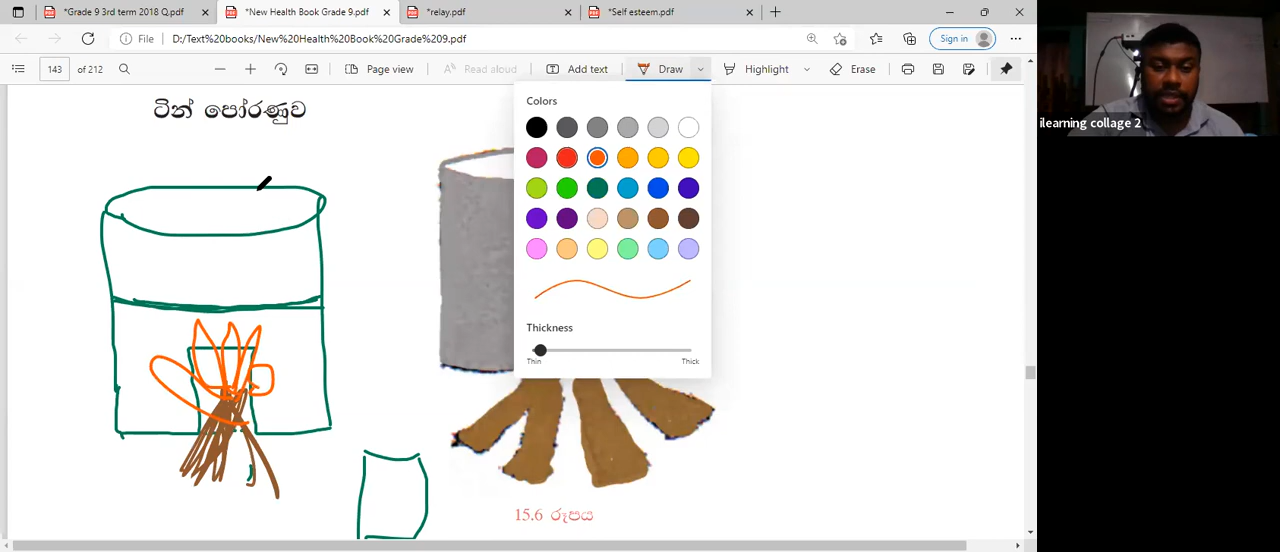 *Grade 9 3rd term 2018 Q.pdf
*New Health Book Grade 9.pdf
*relay.pdf
*Self esteem.pdf
File
D:/Text%20books/New%20Health%20Book%20Grade%209.pdf
Sign in
143 of 212
Page view
Read aloud
Add text
Draw
Highlight
Erase
ටින් පෝරණුව
Colors
Thickness
Thin
Thick
15.6 රූපය
ilearning collage 2